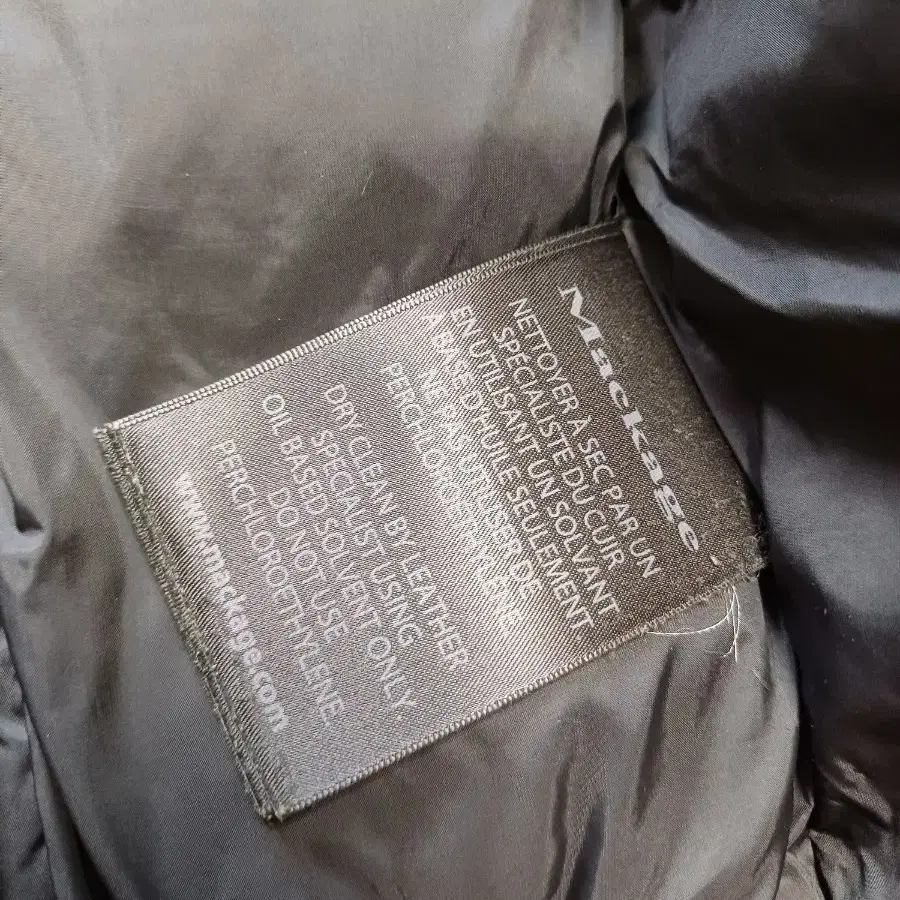 Mackage
NETTOYER A SEC PAR UN
SPECIALISTE DU CUIR
EN UTILISANT UN SOLVANT
A BASE D'HUILE SEULEMENT
NE PAS UTILISER DE
PERCHLOROETHYLENE
DRY CLEAN BY LEATHER
SPECIALIST USING
OIL BASED SOLVENT ONLY.
DO NOT USE
PERCHLOROETHYLENE.
www.mackage.com